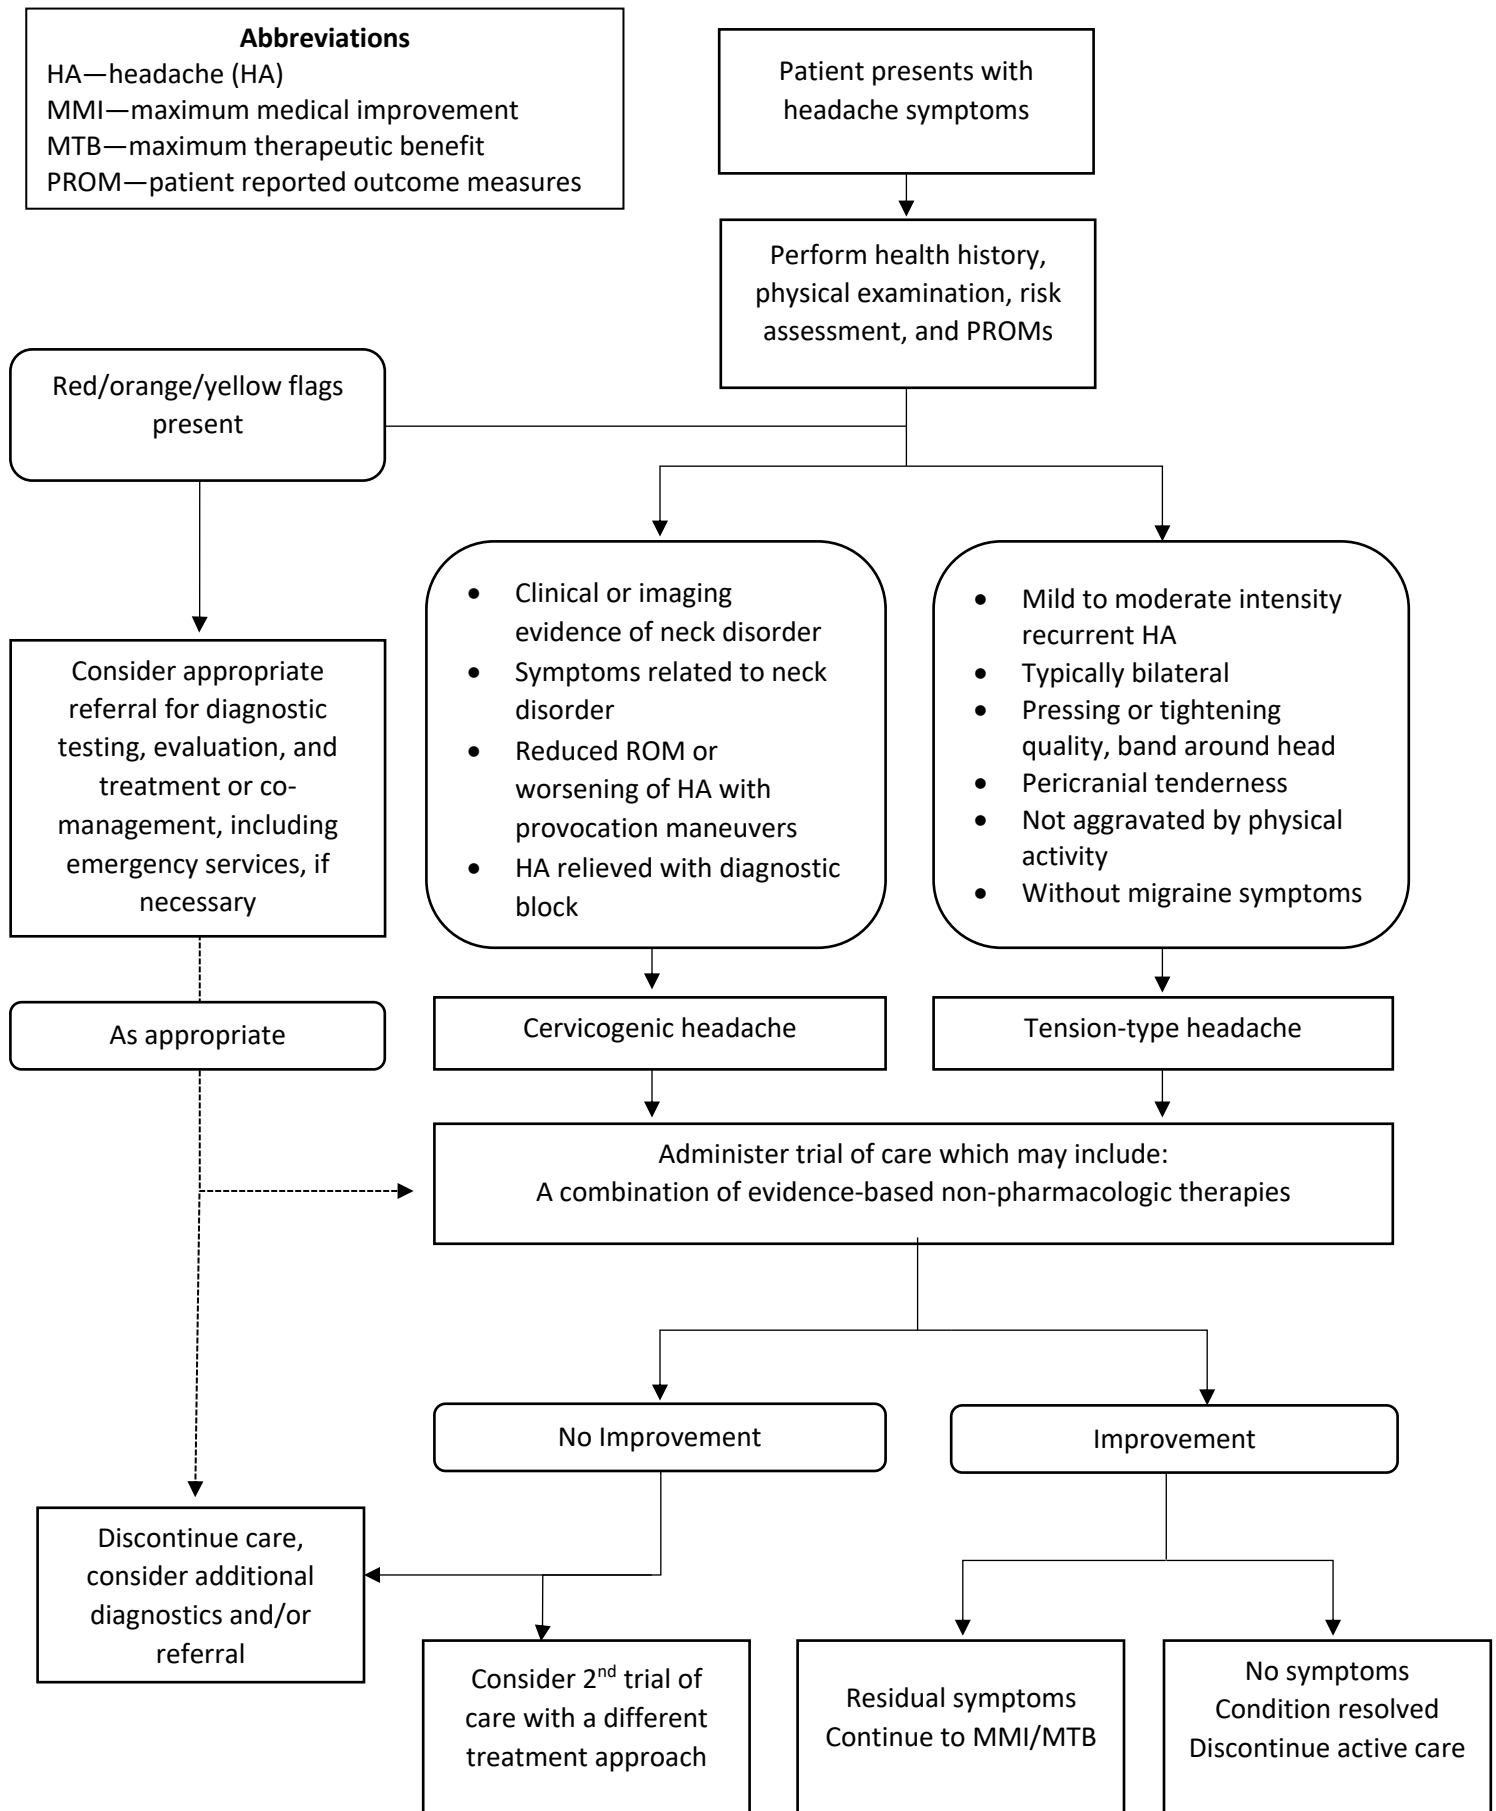 Abbreviations
HA—headache (HA)
MMI—maximum medical improvement
MTB—maximum therapeutic benefit
PROM—patient reported outcome measures
Patient presents with
headache symptoms
Perform health history,
physical examination, risk
assessment, and PROMs
Red/orange/yellow flags
present
Consider appropriate
referral for diagnostic
testing, evaluation, and
treatment or co-
management, including
emergency services, if
necessary
• Clinical or imaging
evidence of neck disorder
• Symptoms related to neck
disorder
• Reduced ROM or
worsening of HA with
provocation maneuvers
• HA relieved with diagnostic
block
• Mild to moderate intensity
recurrent HA
• Typically bilateral
• Pressing or tightening
quality, band around head
• Pericranial tenderness
• Not aggravated by physical
activity
• Without migraine symptoms
As appropriate
Cervicogenic headache
Tension-type headache
Administer trial of care which may include:
A combination of evidence-based non-pharmacologic therapies
No Improvement
Improvement
Discontinue care,
consider additional
diagnostics and/or
referral
Consider 2nd trial of
care with a different
treatment approach
Residual symptoms
Continue to MMI/MTB
No symptoms
Condition resolved
Discontinue active care